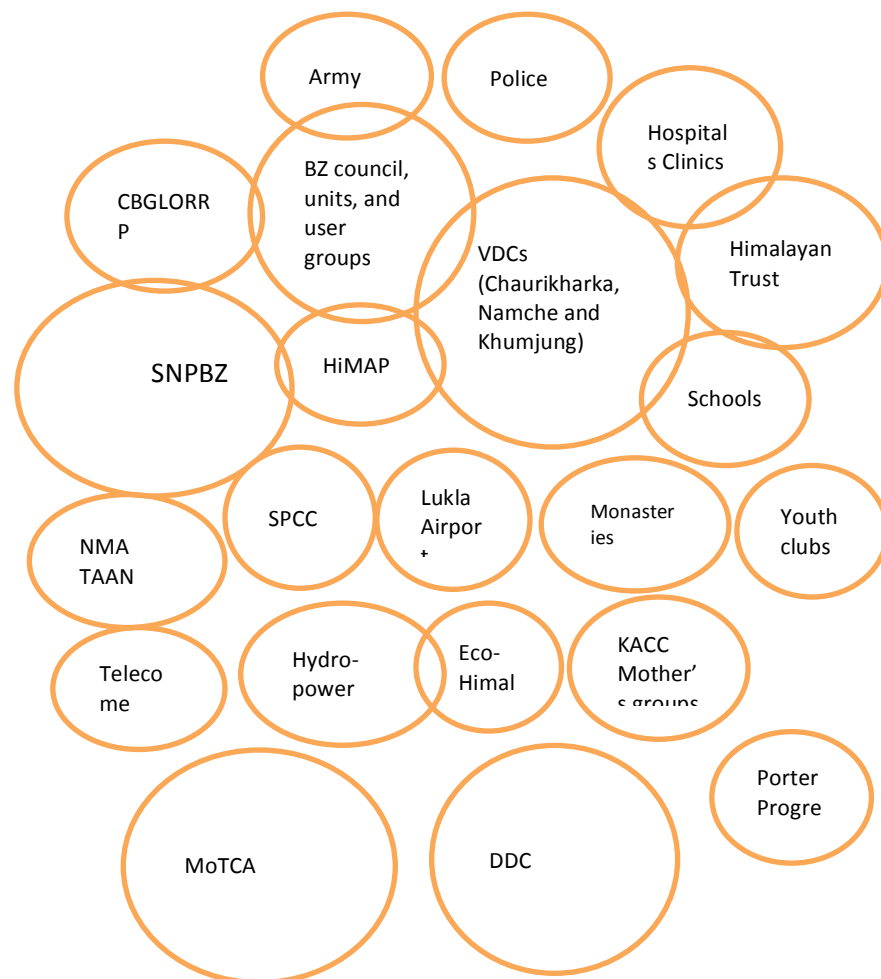 Army
Police
Hospital
s Clinics
BZ council,
units, and
user
groups
CBGLORR
P
VDCs
(Chaurikharka,
Namche and
Khumjung)
Himalayan
Trust
SNPBZ
HiMAP
Schools
SPCC
Lukla
Airpor
t
Monaster
ies
Youth
clubs
NMA
TAAN
Teleco
me
Hydro-
power
Eco-
Himal
KACC
Mother’
s groups
Porter
Progre
MoTCA
DDC